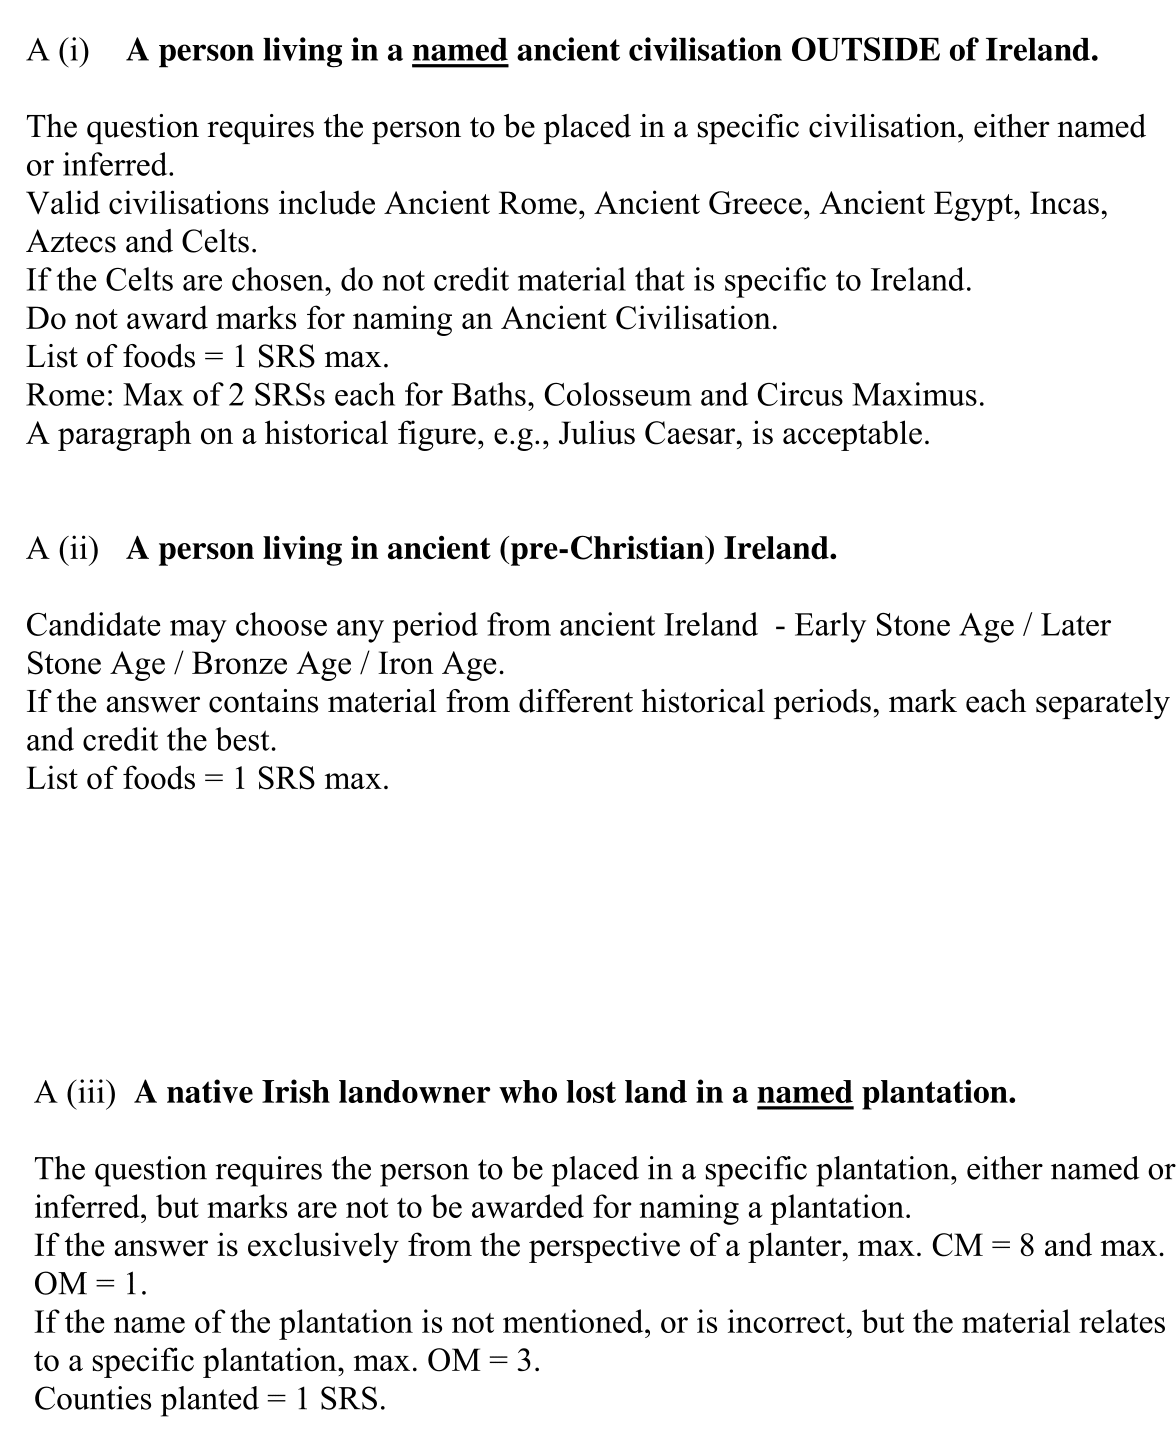 A (i) A person living in a named ancient civilisation OUTSIDE of Ireland.
The question requires the person to be placed in a specific civilisation, either named
or inferred.
Valid civilisations include Ancient Rome, Ancient Greece, Ancient Egypt, Incas,
Aztecs and Celts.
If the Celts are chosen, do not credit material that is specific to Ireland.
Do not award marks for naming an Ancient Civilisation.
List of foods = 1 SRS max.
Rome: Max of 2 SRSs each for Baths, Colosseum and Circus Maximus.
A paragraph on a historical figure, e.g., Julius Caesar, is acceptable.
A (ii) A person living in ancient (pre-Christian) Ireland.
Candidate may choose any period from ancient Ireland - Early Stone Age / Later
Stone Age / Bronze Age / Iron Age.
If the answer contains material from different historical periods, mark each separately
and credit the best.
List of foods = 1 SRS max.
A (iii) A native Irish landowner who lost land in a named plantation.
The question requires the person to be placed in a specific plantation, either named or
inferred, but marks are not to be awarded for naming a plantation.
If the answer is exclusively from the perspective of a planter, max. CM = 8 and max.
OM = 1.
If the name of the plantation is not mentioned, or is incorrect, but the material relates
to a specific plantation, max. OM = 3.
Counties planted = 1 SRS.